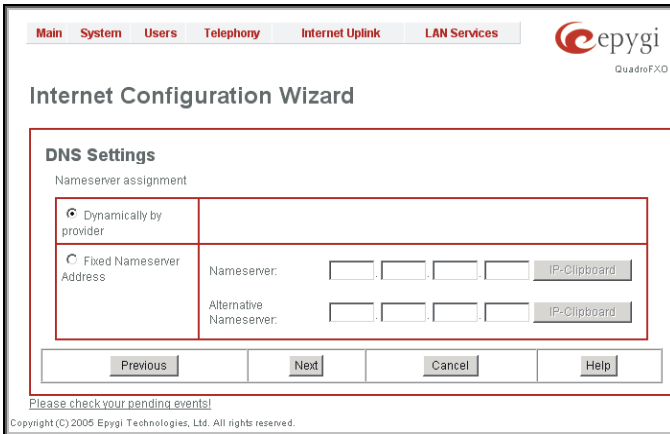 Main System Users Telephony Internet Uplink LAN Services
epygi
QuadroFXO
Internet Configuration Wizard
DNS Settings
Nameserver assignment
Dynamically by
provider
Fixed Nameserver
Address
Nameserver: . . . IP-Clipboard
Alternative
Nameserver: . . . IP-Clipboard
Previous Next Cancel Help
Please check your pending events!
Copyright (C) 2005 Epygi Technologies, Ltd. All rights reserved.